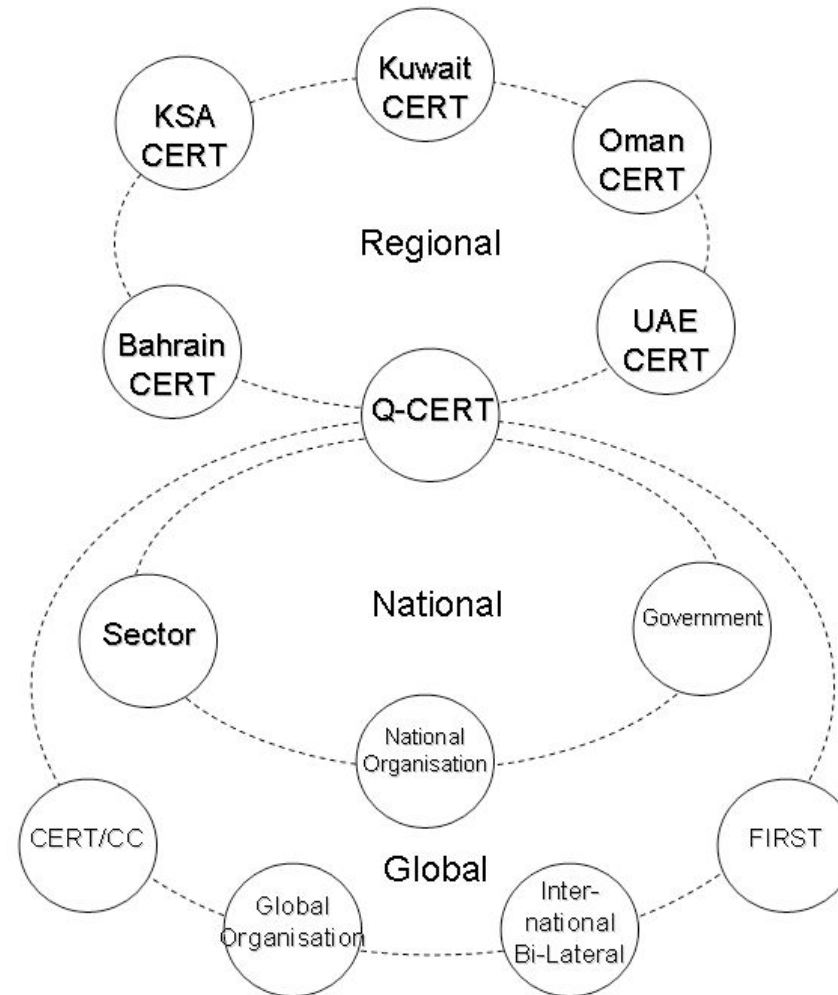 Kuwait
CERT
KSA
CERT
Oman
CERT
Regional
Bahrain
CERT
UAE
CERT
Q-CERT
National
Sector
Government
National
Organisation
CERT/CC
Global
FIRST
Global
Organisation
Inter-
national
Bi-Lateral